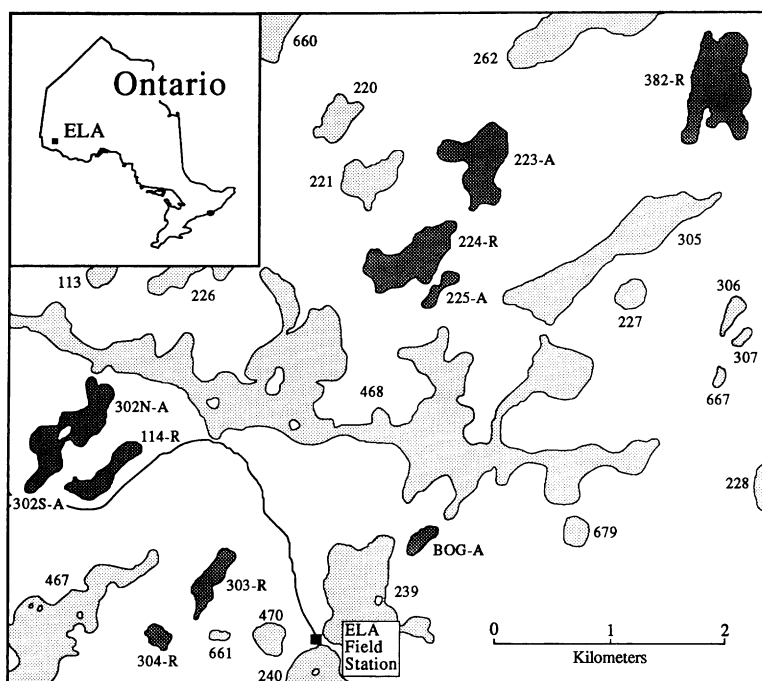 Ontario
ELA
660
262
382-R
220
223-A
221
224-R
305
113
226
225-A
227
306
307
667
468
302N-A
114-R
302S-A
228
679
BOG-A
467
303-R
239
470
304-R
661
240
ELA
Field
Station
0 1 2
Kilometers